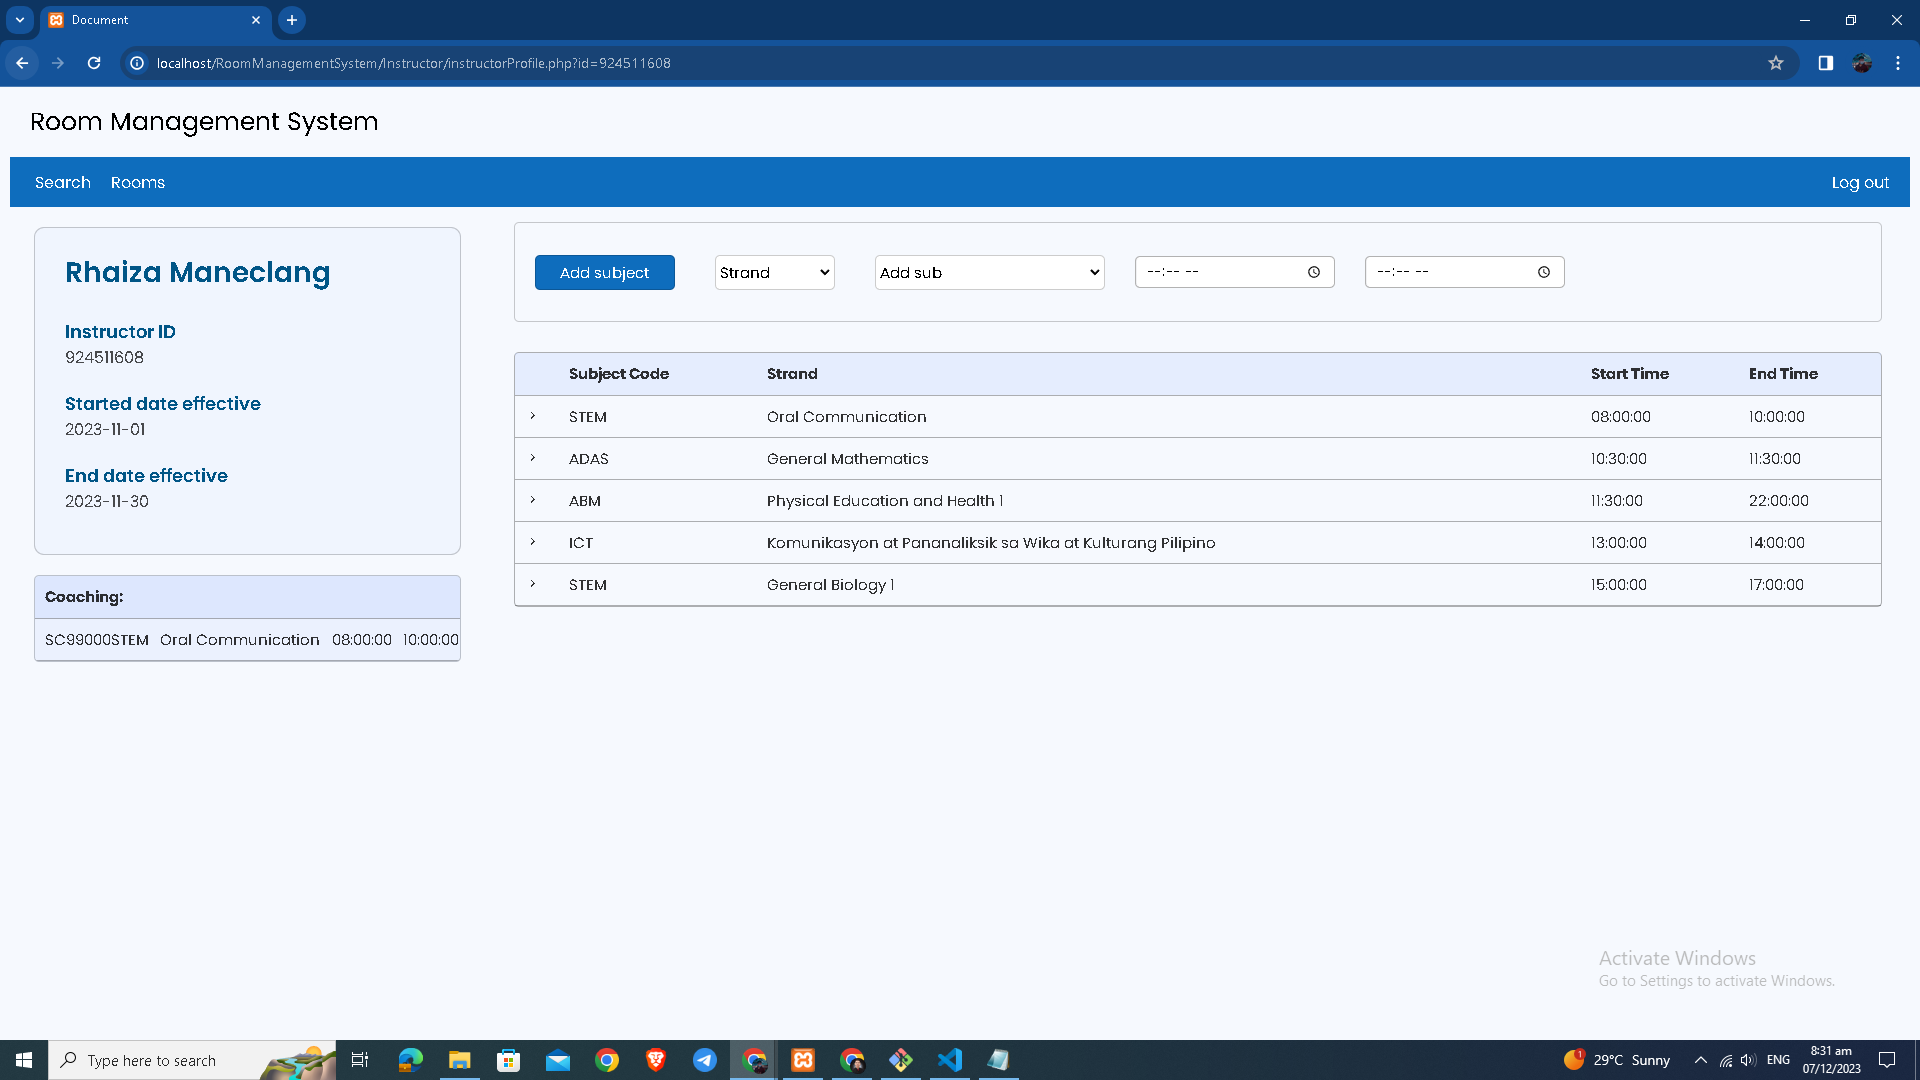 Document
localhost/RoomManagementSystem/Instructor/instructorProfile.php?id=924511608
Room Management System
Search Rooms Log out
Rhaiza Maneclang
Instructor ID
924511608
Started date effective
2023-11-01
End date effective
2023-11-30
Coaching:
SC99000STEM Oral Communication 08:00:00 10:00:00
Add subject Strand Add sub --:-- -- --:-- --
Subject Code Strand Start Time End Time
STEM Oral Communication 08:00:00 10:00:00
ADAS General Mathematics 10:30:00 11:30:00
ABM Physical Education and Health 1 11:30:00 22:00:00
ICT Komunikasyon at Pananaliksik sa Wika at Kulturang Pilipino 13:00:00 14:00:00
STEM General Biology 1 15:00:00 17:00:00
Activate Windows
Go to Settings to activate Windows.
Type here to search
1 29°C Sunny ENG 8:31 am
07/12/2023